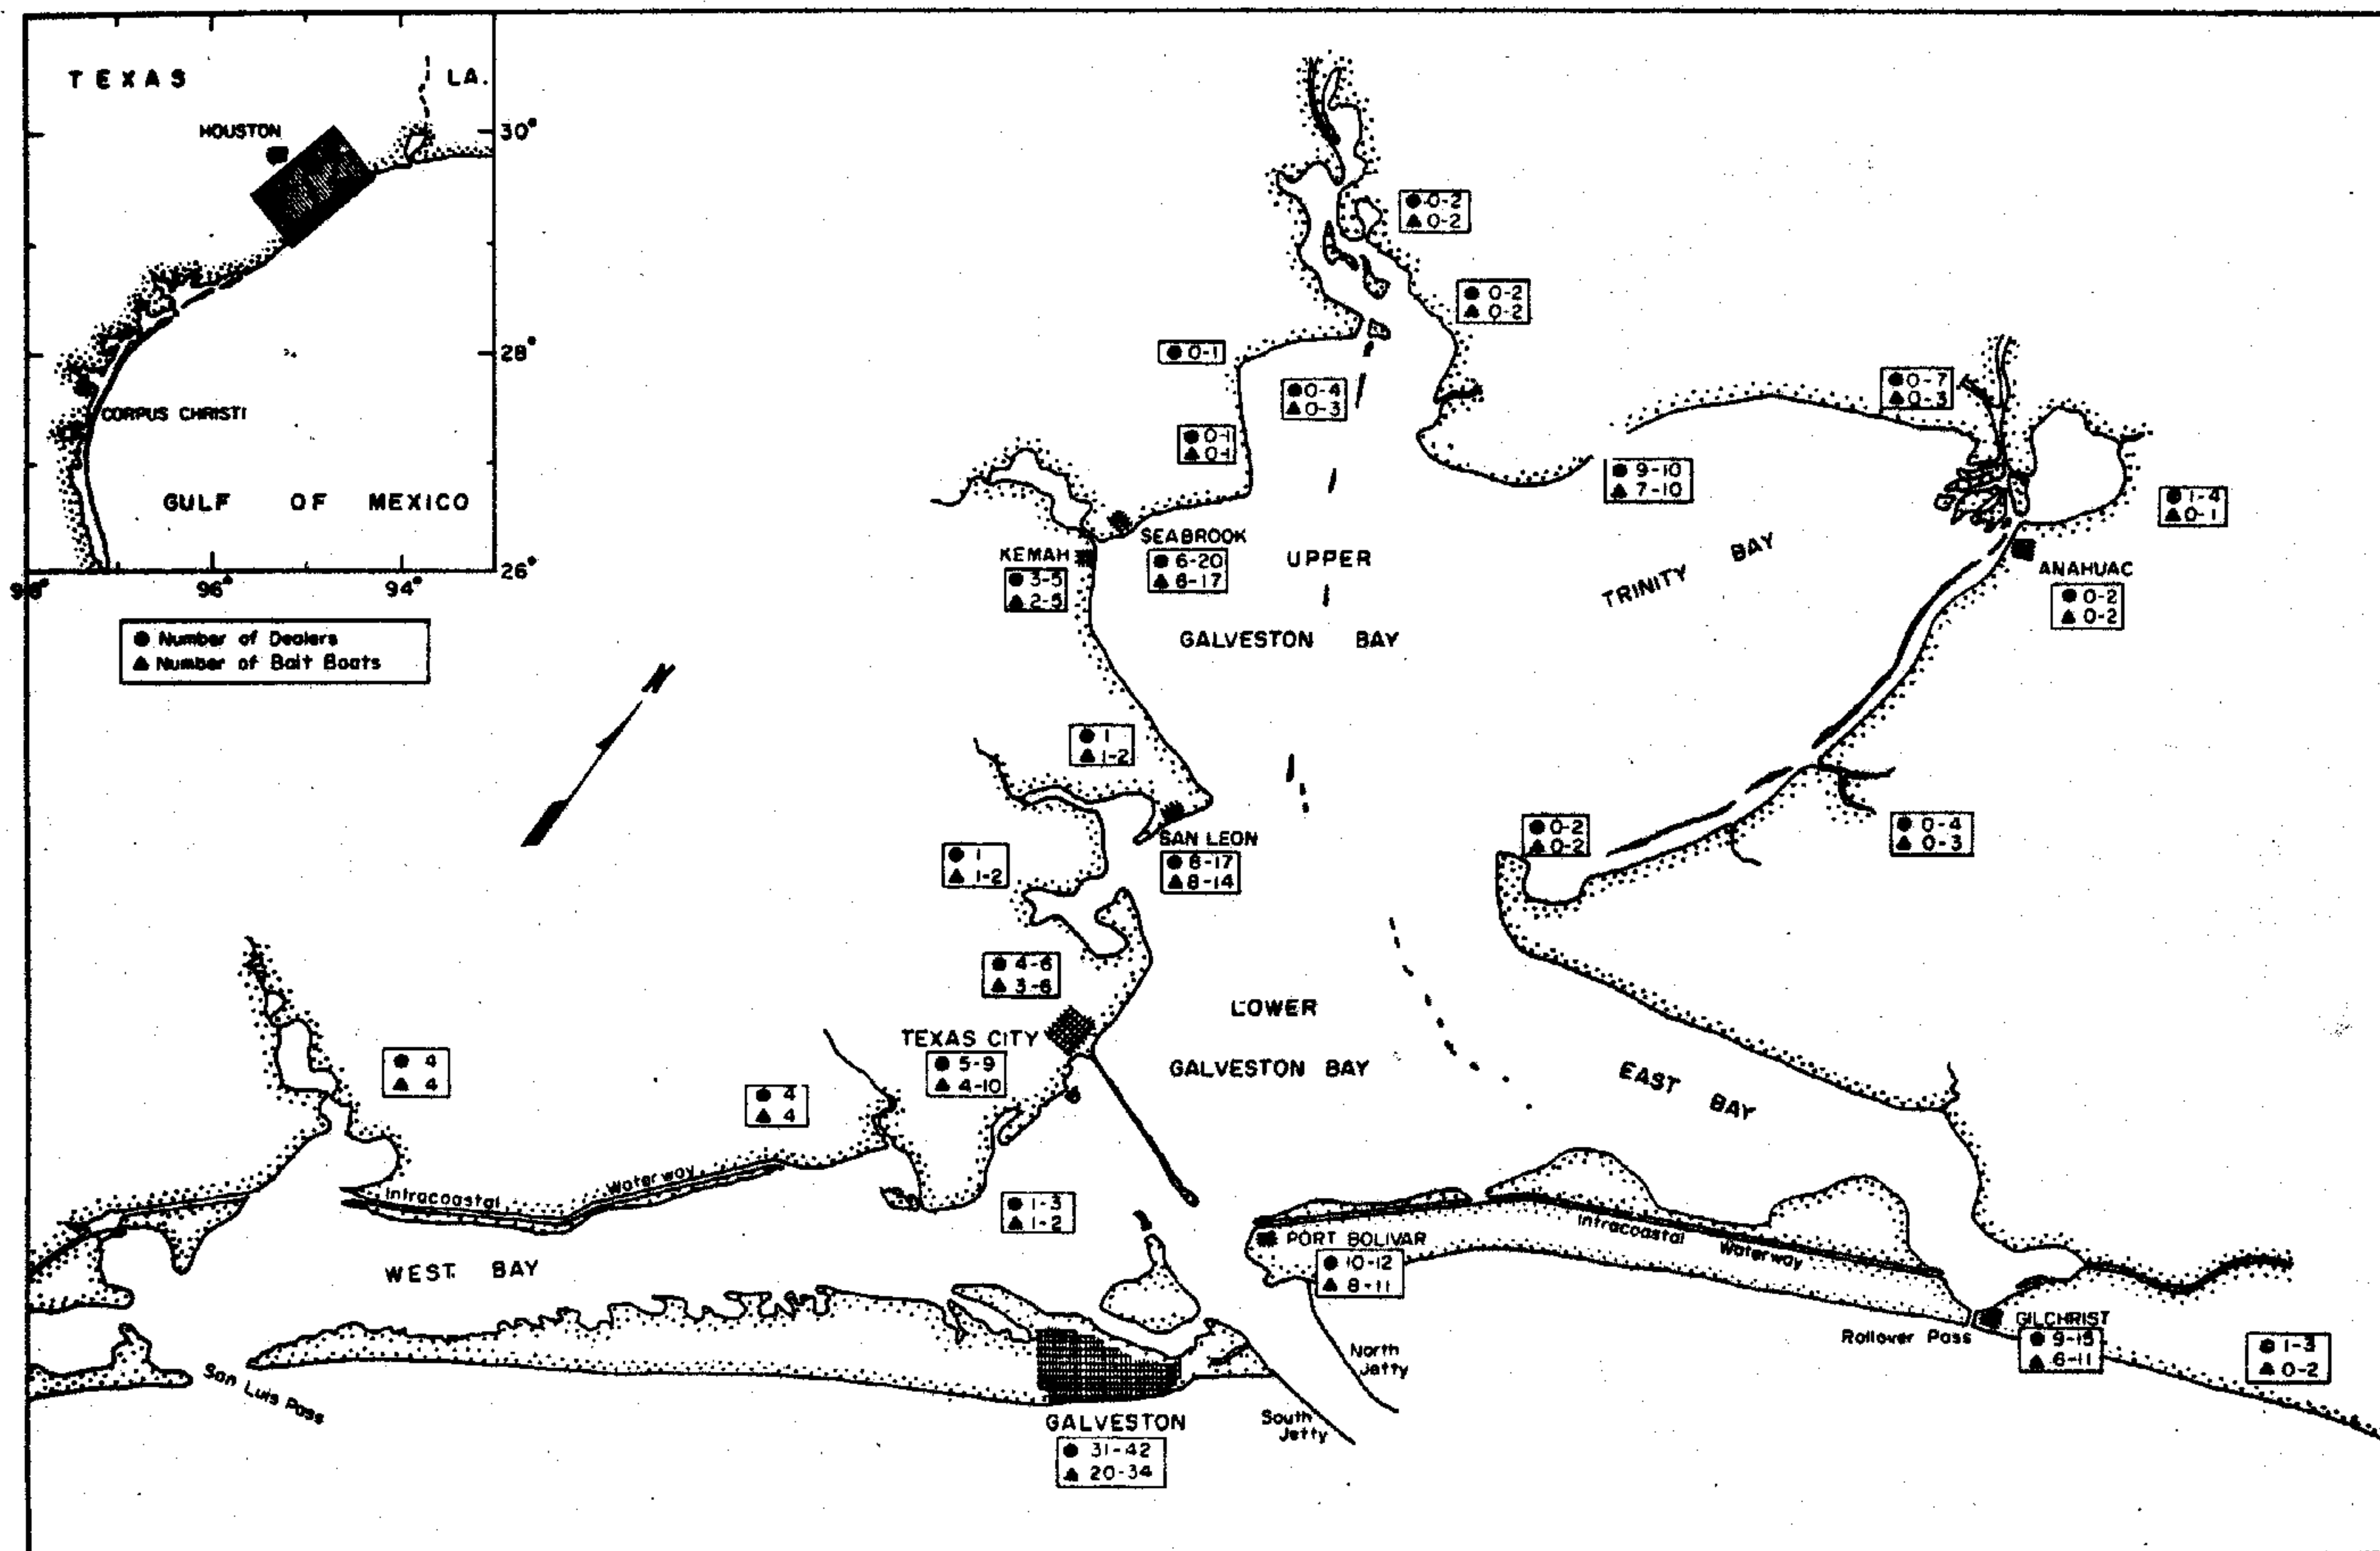 TEXAS
LA.
HOUSTON
30°
28°
CORPUS CHRISTI
GULF OF MEXICO
26°
98°
96°
94°
● Number of Dealers
▲ Number of Bait Boats
N
● 0-2
▲ 0-2
● 0-2
▲ 0-2
● 0-1
● 0-4
▲ 0-3
● 0-1
▲ 0-1
● 0-7
▲ 0-3
● 9-10
▲ 7-10
● 1-4
▲ 0-1
SEABROOK
● 6-20
▲ 6-17
KEMAH
● 3-5
▲ 2-5
UPPER
GALVESTON BAY
TRINITY BAY
ANAHUAC
● 0-2
▲ 0-2
● 1
▲ 1-2
SAN LEON
▲ 8-14
● 1
▲ 1-2
● 0-2
▲ 0-2
● 0-4
▲ 0-3
● 4-6
▲ 3-6
TEXAS CITY
● 5-9
▲ 4-10
LOWER
GALVESTON BAY
EAST BAY
● 4
▲ 4
● 4
▲ 4
Intracoastal Waterway
● 1-3
▲ 1-2
WEST BAY
PORT BOLIVAR
● 10-12
▲ 8-11
Intracoastal Waterway
GILCHRIST
● 9-15
▲ 6-11
Rollover Pass
● 1-3
▲ 0-2
San Luis Pass
North
Jetty
South
Jetty
GALVESTON
● 31-42
▲ 20-34